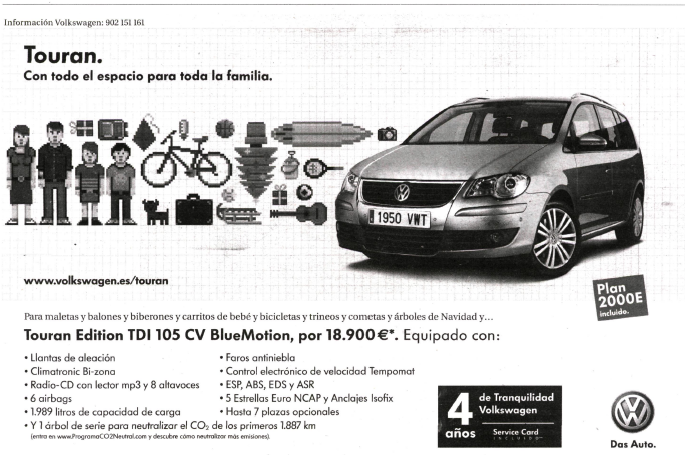 Información Volkswagen: 902 151 161
Touran.
Con todo el espacio para toda la familia.
1950 VWT
www.volkswagen.es/touran
Plan
2000E
incluido.
Para maletas y balones y biberones y carritos de bebé y bicicletas y trineos y cometas y árboles de Navidad y...
Touran Edition TDI 105 CV BlueMotion, por 18.900 €*. Equipado con:
• Llantas de aleación
• Climatronic Bi-zona
• Radio-CD con lector mp3 y 8 altavoces
• 6 airbags
• 1.989 litros de capacidad de carga
• Y 1 árbol de serie para neutralizar el CO2 de los primeros 1.887 km
(entra en www.ProgramaCO2Neutral.com y descubre cómo neutralizar más emisiones).
• Faros antiniebla
• Control electrónico de velocidad Tempomat
• ESP, ABS, EDS y ASR
• 5 Estrellas Euro NCAP y Anclajes Isofix
• Hasta 7 plazas opcionales
4 años
de Tranquilidad
Volkswagen
Service Card
INCLUIDO
Das Auto.